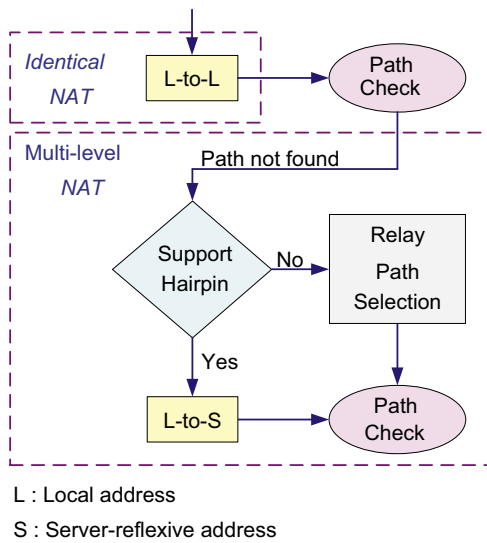 Identical
NAT
L-to-L
Path
Check
Multi-level
NAT
Path not found
Support
Hairpin
No
Relay
Path
Selection
Yes
L-to-S
Path
Check
L : Local address
S : Server-reflexive address